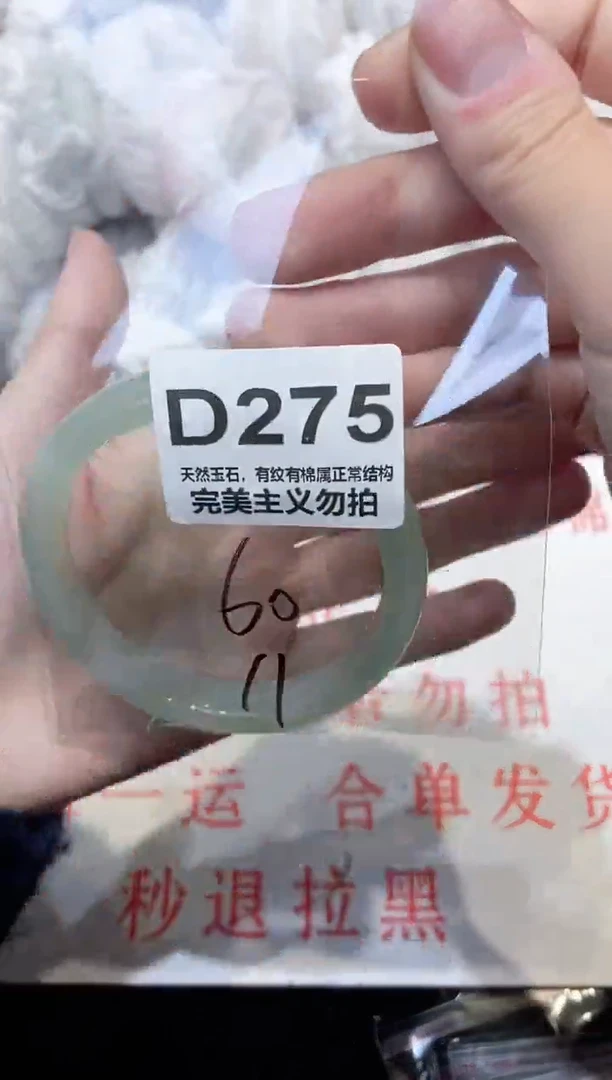 D275
天然玉石，有纹有棉属正常结构
完美主义勿拍
60
11
勿拍
一运 合单发货
秒退拉黑